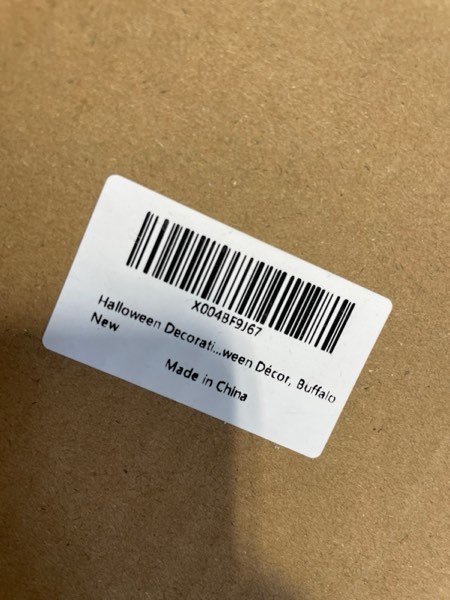 X004BF9J67
Halloween Decorati...ween Décor, Buffalo
New
Made in China